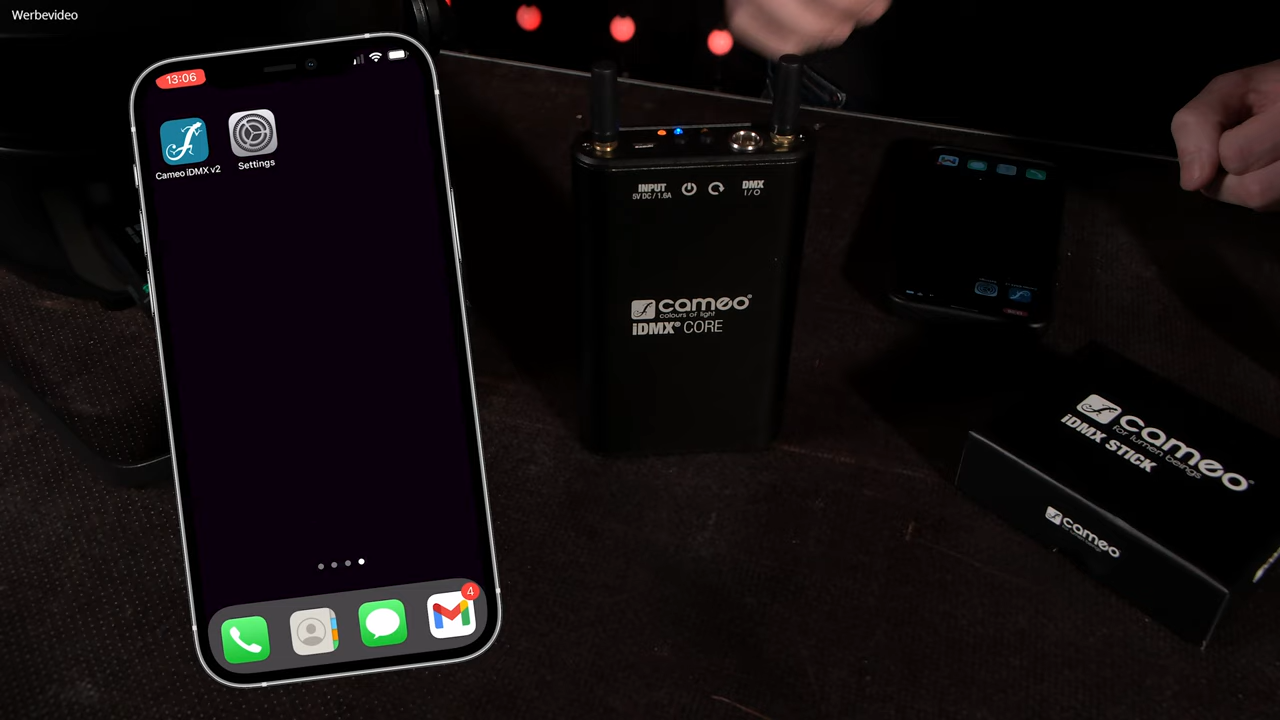 Werbevideo
13:06
Cameo iDMX v2
Settings
4
INPUT
5V DC / 1.6A
DMX
I/O
cameo®
colours of light
iDMX® CORE
cameo
for lumen beings
iDMX STICK
cameo